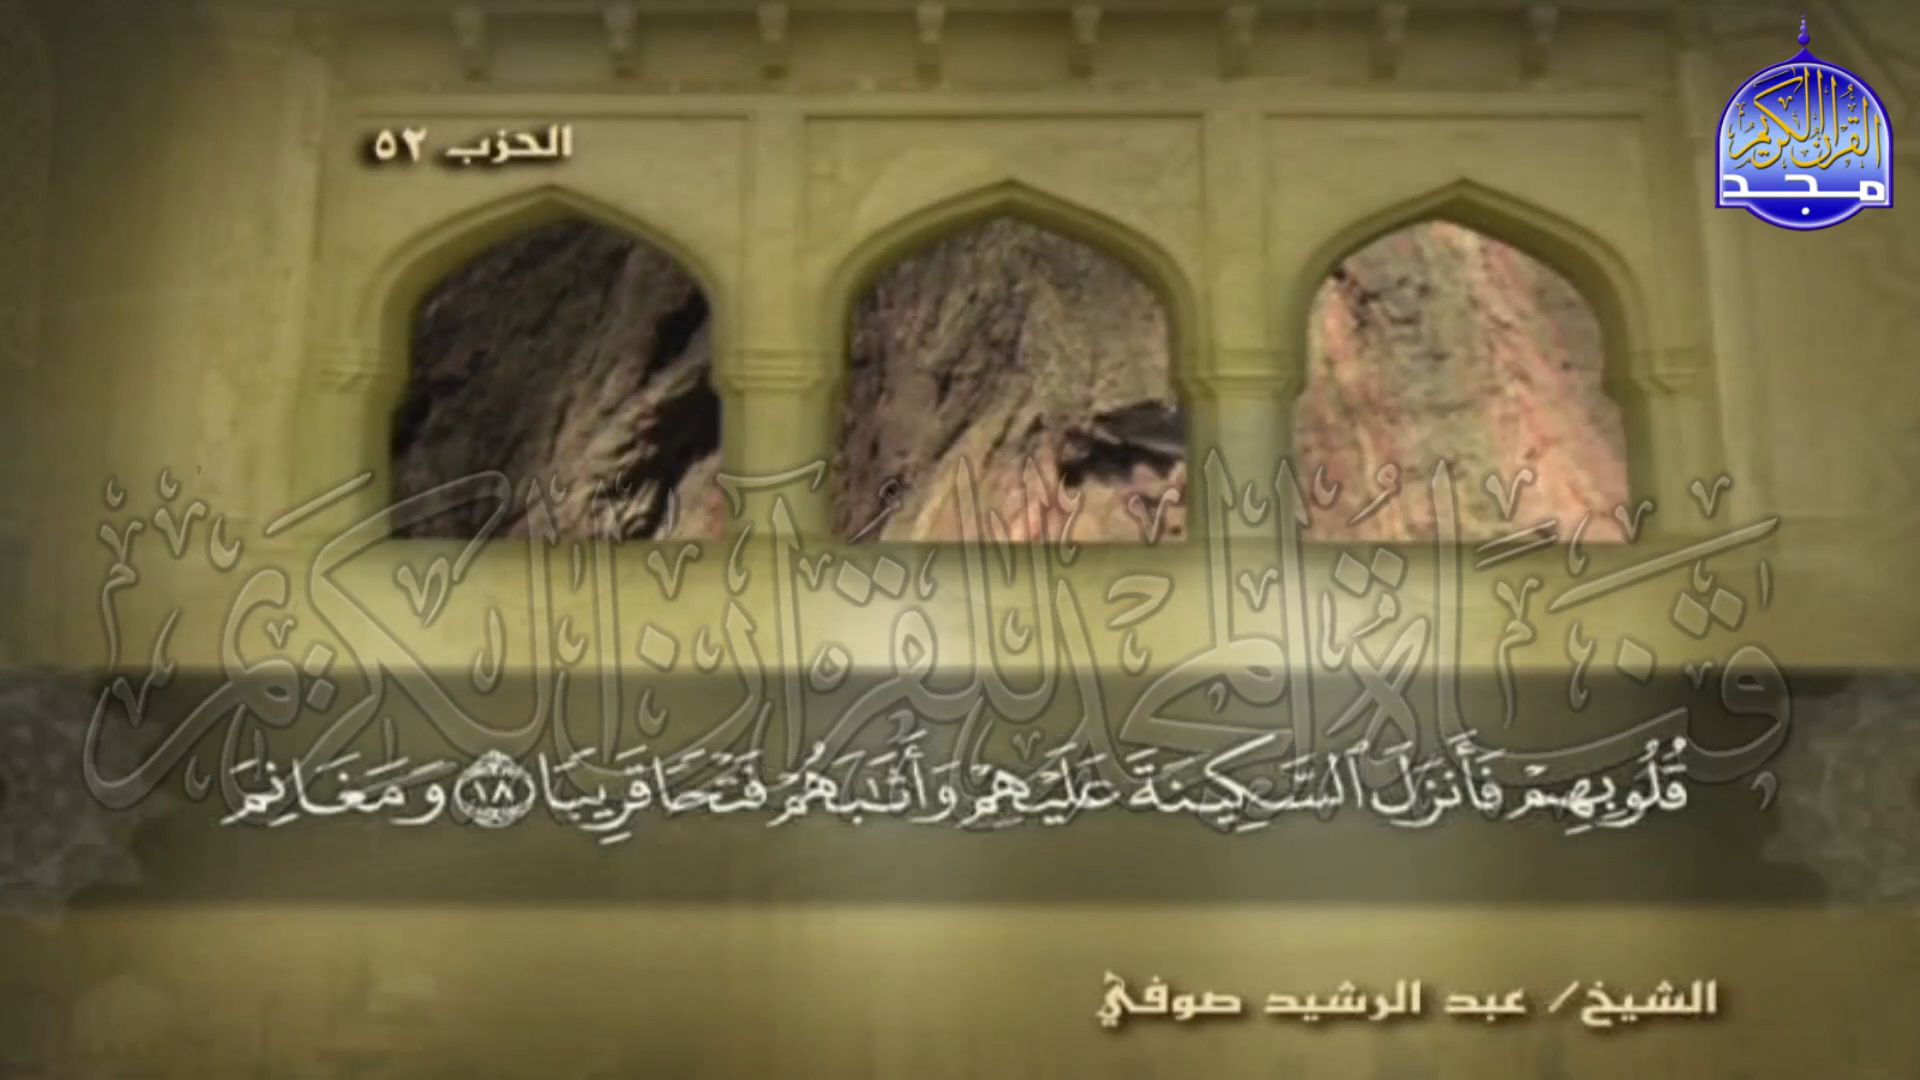 الحزب ٥٢
القرآن الكريم
مجد
قناة المجد للقرآن الكريم
قُلُوبِهِمْ فَأَنزَلَ ٱلسَّكِينَةَ عَلَيْهِمْ وَأَثَٰبَهُمْ فَتْحًا قَرِيبًا ١٨ وَمَغَانِمَ
الشيخ/ عبد الرشيد صوفي